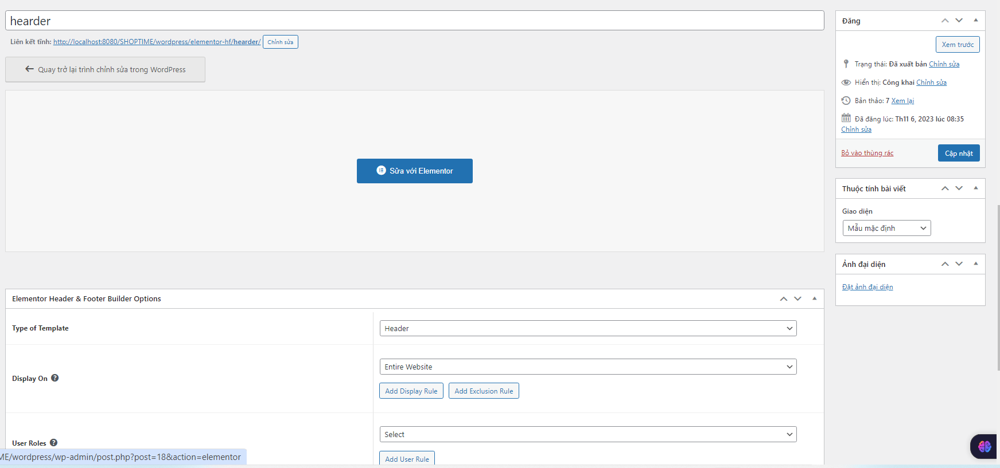 hearder
Liên kết tĩnh: http://localhost:8080/SHOPTIME/wordpress/elementor-hf/hearder/ Chỉnh sửa
← Quay trở lại trình chỉnh sửa trong WordPress
Sửa với Elementor
Elementor Header & Footer Builder Options
Type of Template
Header
Display On
Entire Website
Add Display Rule
Add Exclusion Rule
User Roles
Select
Add User Rule
ME/wordpress/wp-admin/post.php?post=18&action=elementor
Đăng
Xem trước
Trạng thái: Đã xuất bản Chỉnh sửa
Hiển thị: Công khai Chỉnh sửa
Bản thảo: 7 Xem lại
Đã đăng lúc: Th11 6, 2023 lúc 08:35
Chỉnh sửa
Bỏ vào thùng rác
Cập nhật
Thuộc tính bài viết
Giao diện
Mẫu mặc định
Ảnh đại diện
Đặt ảnh đại diện